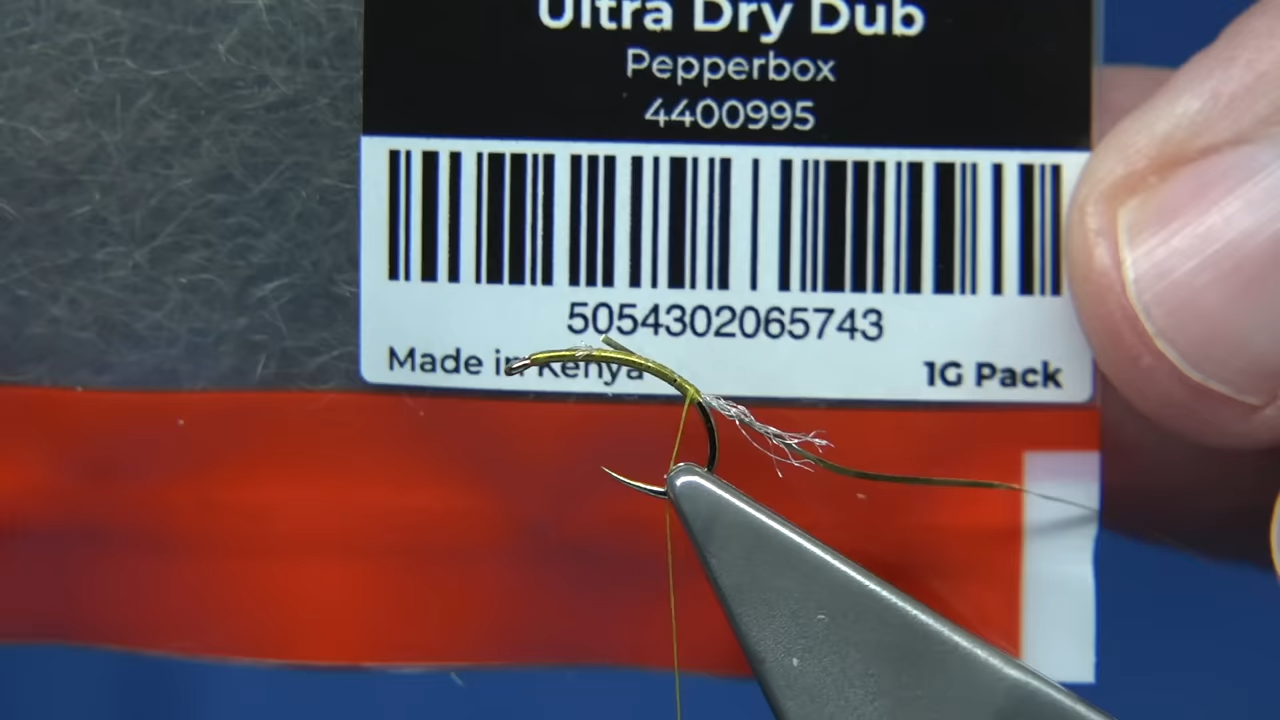 Ultra Dry Dub
Pepperbox
4400995
5054302065743
Made in Kenya
1G Pack